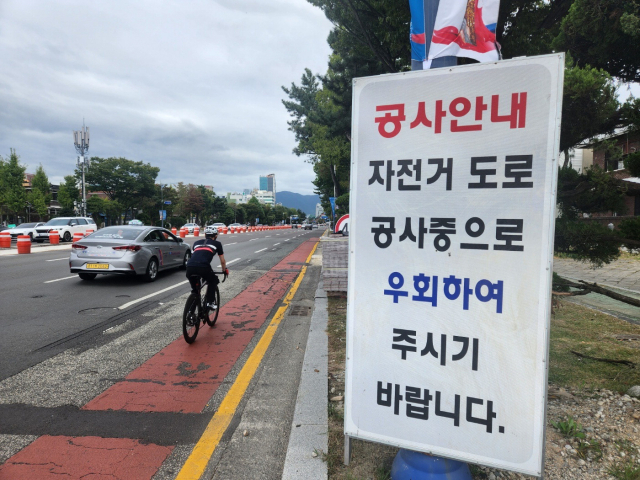 공사안내
자전거 도로
공사중으로
우회하여
주시기
바랍니다.